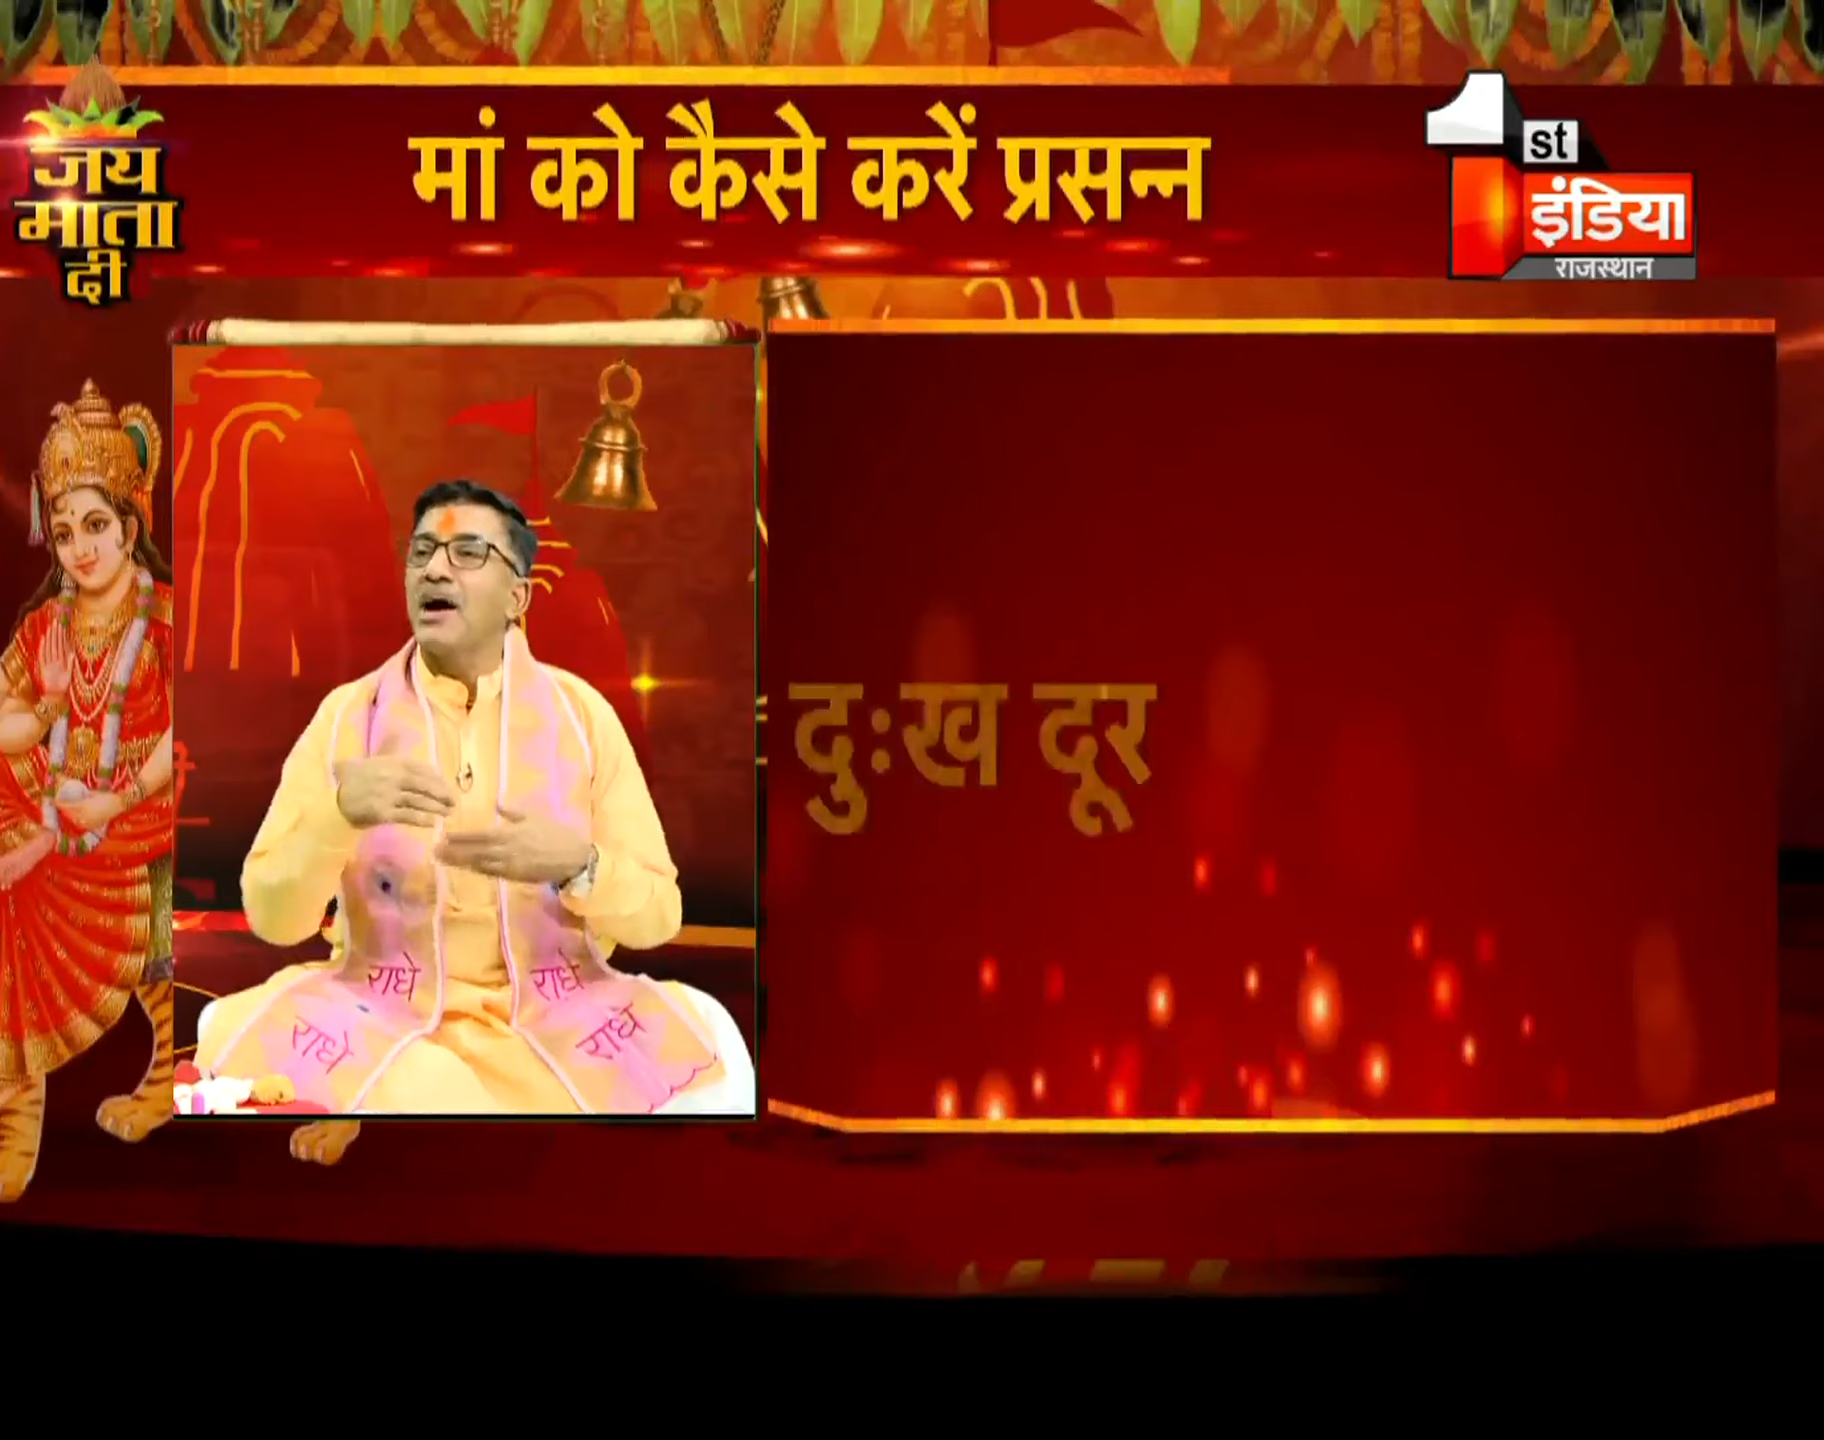 जय
माता
दी
मां को कैसे करें प्रसन्न
1st
इंडिया
राजस्थान
दुःख दूर
राधे
राधे
राधे
राधे